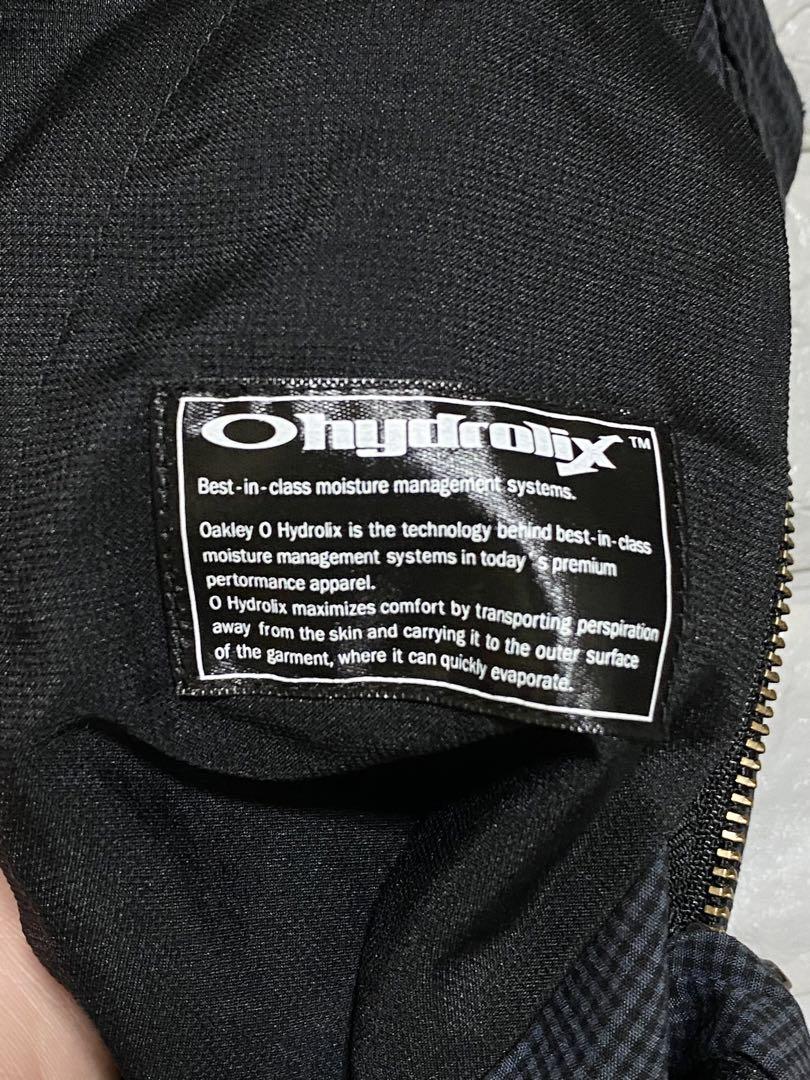 O hydrolix™
Best-in-class moisture management systems.
Oakley O Hydrolix is the technology behind best-in-class
moisture management systems in today's premium
pertormance apparel.
O Hydrolix maximizes comfort by transporting perspiration
away from the skin and carrying it to the outer surface
of the garment, where it can quickly evaporate.